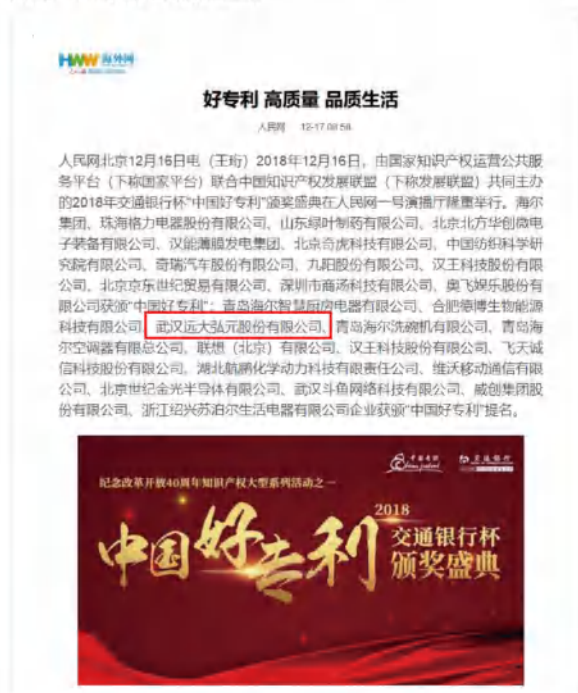 HWW 海外网
好专利 高质量 品质生活
人民网 12-17 08:58
人民网北京12月16日电（王珩）2018年12月16日，由国家知识产权运营公共服
务平台（下称国家平台）联合中国知识产权发展联盟（下称发展联盟）共同主办
的2018年交通银行杯“中国好专利”颁奖盛典在人民网一号演播厅隆重举行。海尔
集团、珠海格力电器股份有限公司、山东绿叶制药有限公司、北京北方华创微电
子装备有限公司、汉能薄膜发电集团、北京奇虎科技有限公司、中国纺织科学研
究院有限公司、奇瑞汽车股份有限公司、九阳股份有限公司、汉王科技股份有限
公司、北京京东世纪贸易有限公司、深圳市商汤科技有限公司、奥飞娱乐股份有
限公司获颁“中国好专利”；青岛海尔智慧厨房电器有限公司、合肥德博生物能源
科技有限公司、武汉远大弘元股份有限公司、青岛海尔洗碗机有限公司、青岛海
尔空调器有限总公司、联想（北京）有限公司、汉王科技股份有限公司、飞天诚
信科技股份有限公司、湖北航鹏化学动力科技有限责任公司、维沃移动通信有限
公司、北京世纪金光半导体有限公司、武汉斗鱼网络科技有限公司、威创集团股
份有限公司、浙江绍兴苏泊尔生活电器有限公司企业获颁“中国好专利”提名。
中国专利 交通银行
纪念改革开放40周年知识产权大型系列活动之一
2018
中国好专利
交通银行杯
颁奖盛典